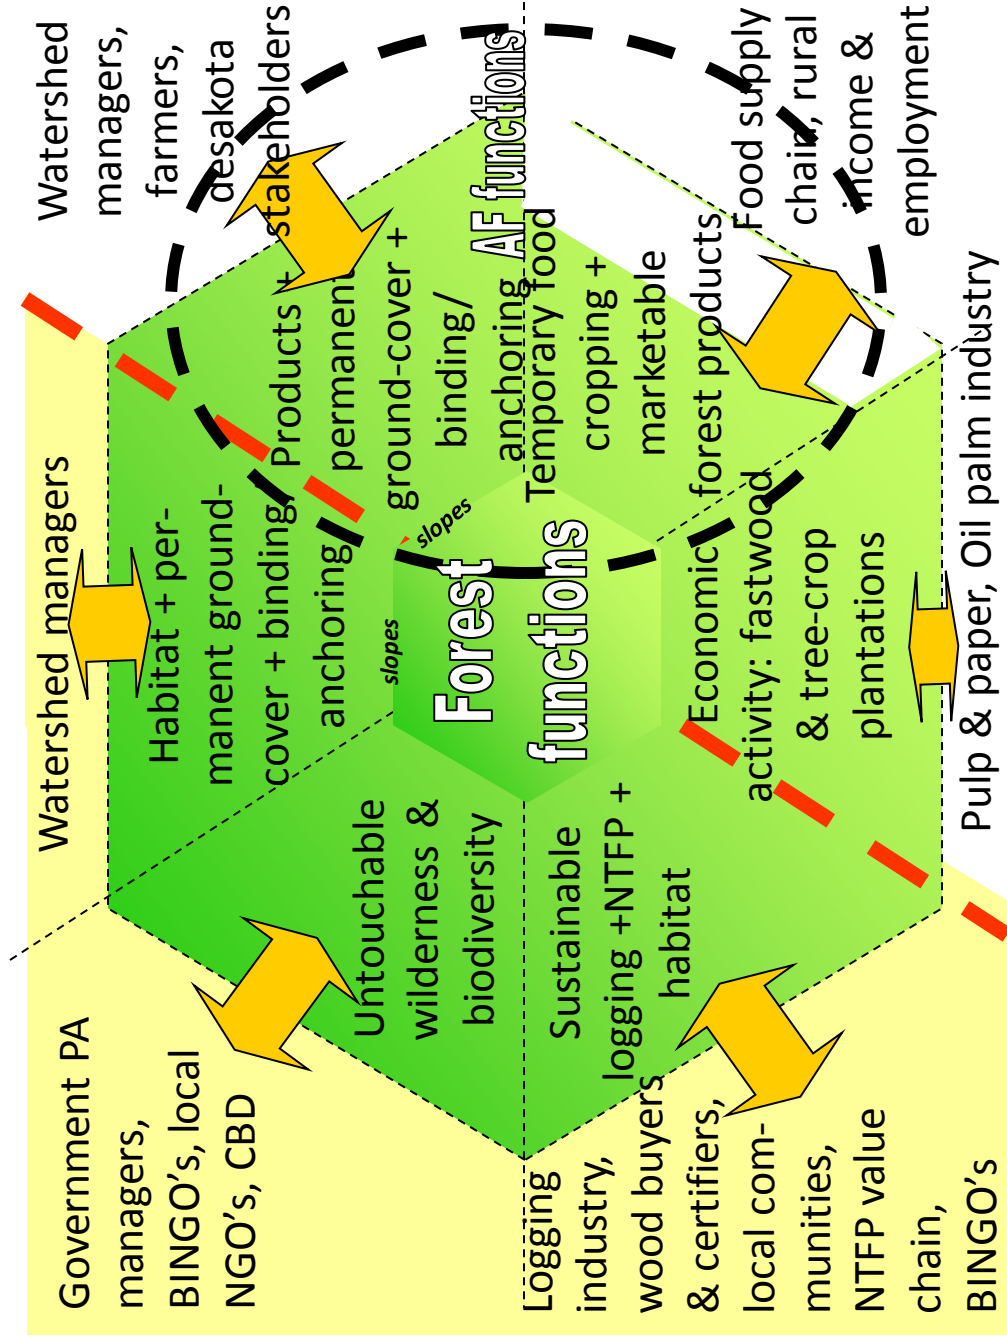 Government PA
managers,
BINGO’s, local
NGO’s, CBD
Watershed managers
Watershed
managers,
farmers,
desakota
stakeholders
Habitat + per-
manent ground-
cover + binding/
anchoring
Products +
permanent
ground-cover +
binding/
anchoring
Untouchable
wilderness &
biodiversity
slopes
slopes
Forest
functions
AF functions
Sustainable
logging +NTFP +
habitat
Economic
activity: fastwood
& tree-crop
plantations
Temporary food
cropping +
marketable
forest products
Logging
industry,
wood buyers
& certifiers,
local com-
munities,
NTFP value
chain,
BINGO’s
Pulp & paper, Oil palm industry
Food supply
chain, rural
income &
employment